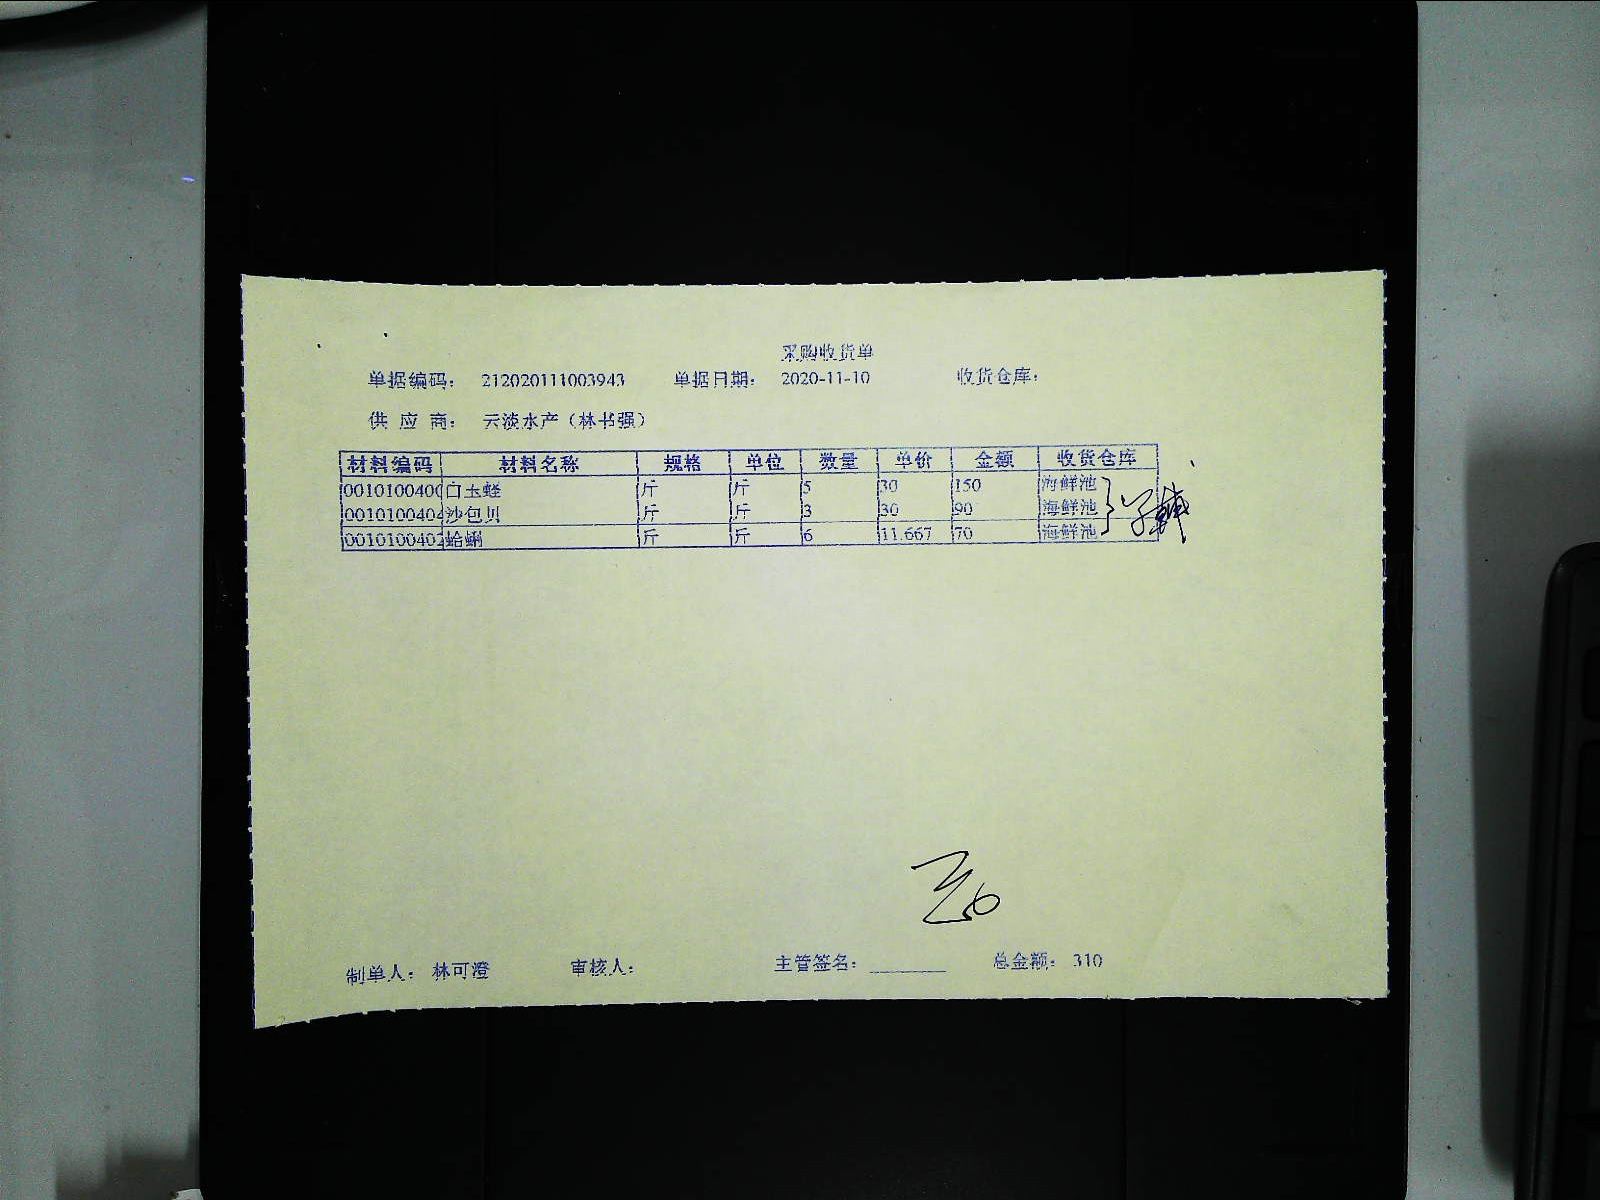 采购收货单
单据编码： 212020111003943 单据日期： 2020-11-10 收货仓库：
供 应 商： 云淡水产（林书强）
材料编码 材料名称 规格 单位 数量 单价 金额 收货仓库
0010100400 白玉蛏 斤 斤 5 30 150 海鲜池
0010100404 沙包贝 斤 斤 3 30 90 海鲜池
0010100402 蛤蜊 斤 斤 6 11.667 70 海鲜池
制单人： 林可澄 审核人： 主管签名： 总金额： 310